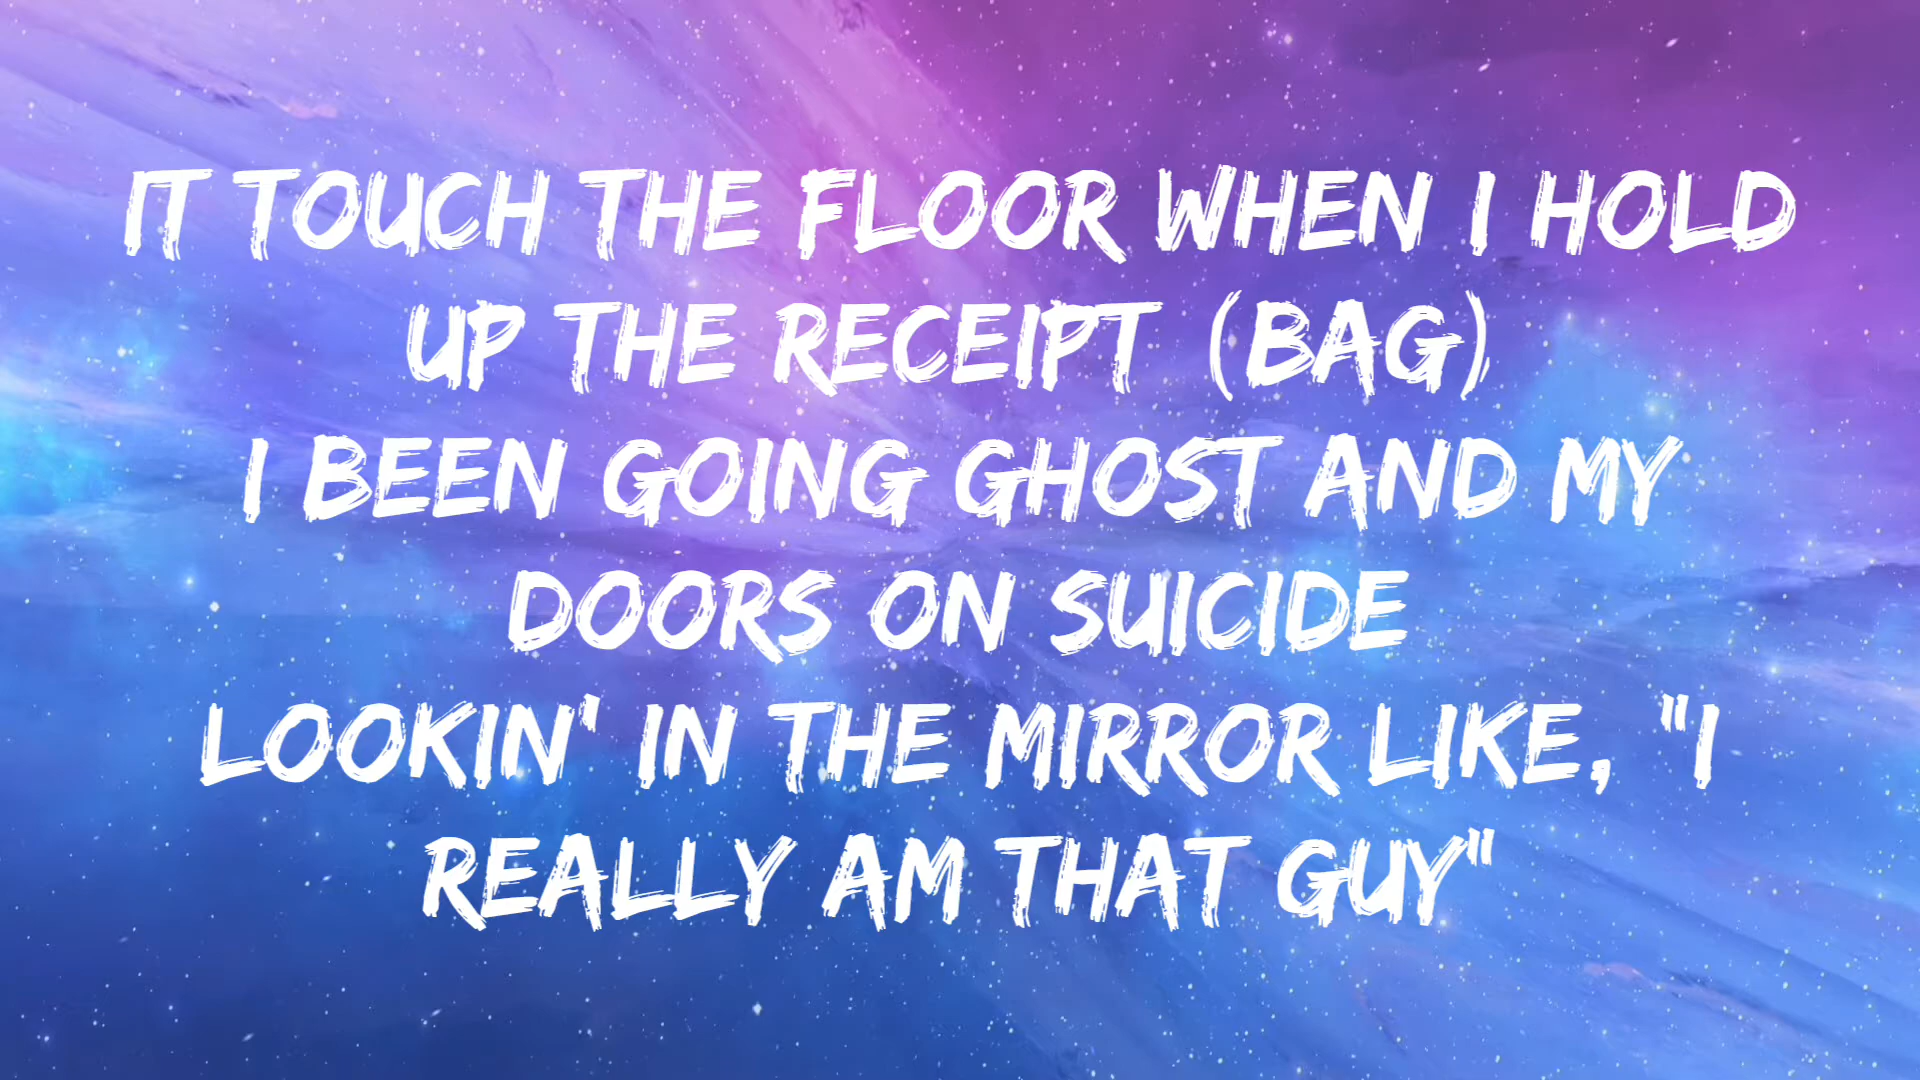 IT TOUCH THE FLOOR WHEN I HOLD
UP THE RECEIPT (BAG)
I BEEN GOING GHOST AND MY
DOORS ON SUICIDE
LOOKIN' IN THE MIRROR LIKE, "I
REALLY AM THAT GUY"